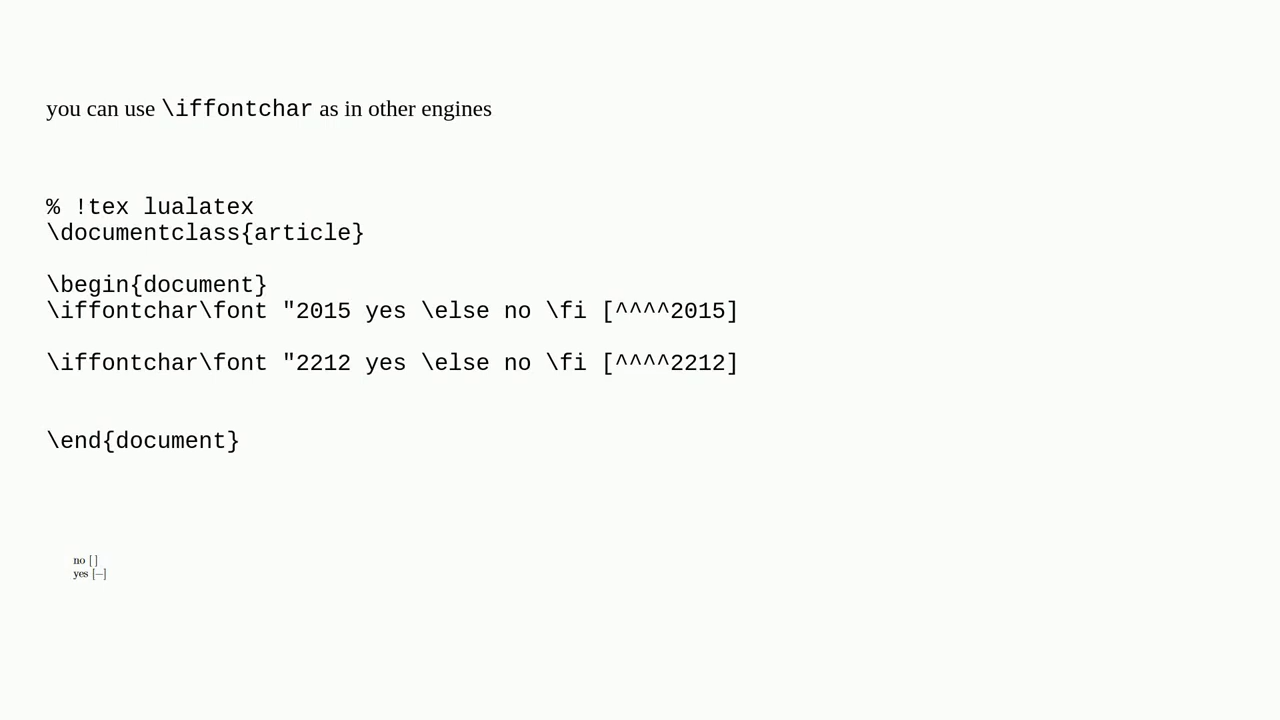 you can use \iffontchar as in other engines
% !tex lualatex
\documentclass{article}
\begin{document}
\iffontchar\font "2015 yes \else no \fi [^^^^2015]
\iffontchar\font "2212 yes \else no \fi [^^^^2212]
\end{document}
no [ ]
yes [−]